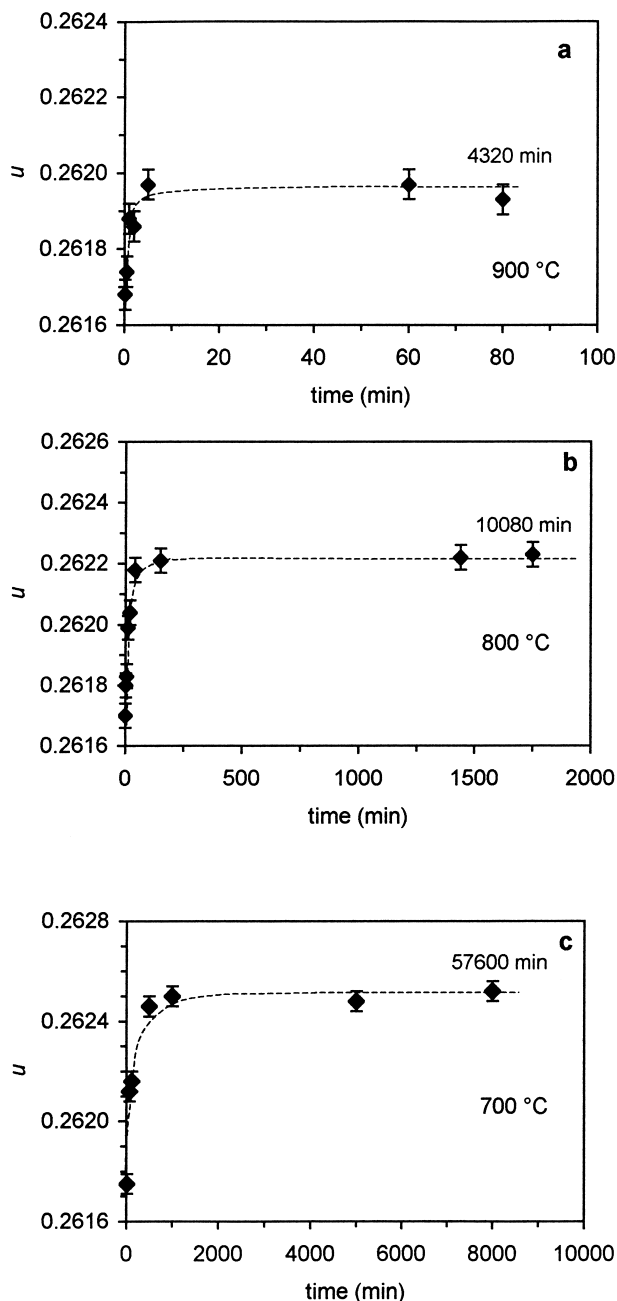 a
0.2624
0.2622
0.2620
0.2618
0.2616
u
4320 min
900 °C
0 20 40 60 80 100
time (min)
b
0.2626
0.2624
0.2622
0.2620
0.2618
0.2616
u
10080 min
800 °C
0 500 1000 1500 2000
time (min)
c
0.2628
0.2624
0.2620
0.2616
u
57600 min
700 °C
0 2000 4000 6000 8000 10000
time (min)